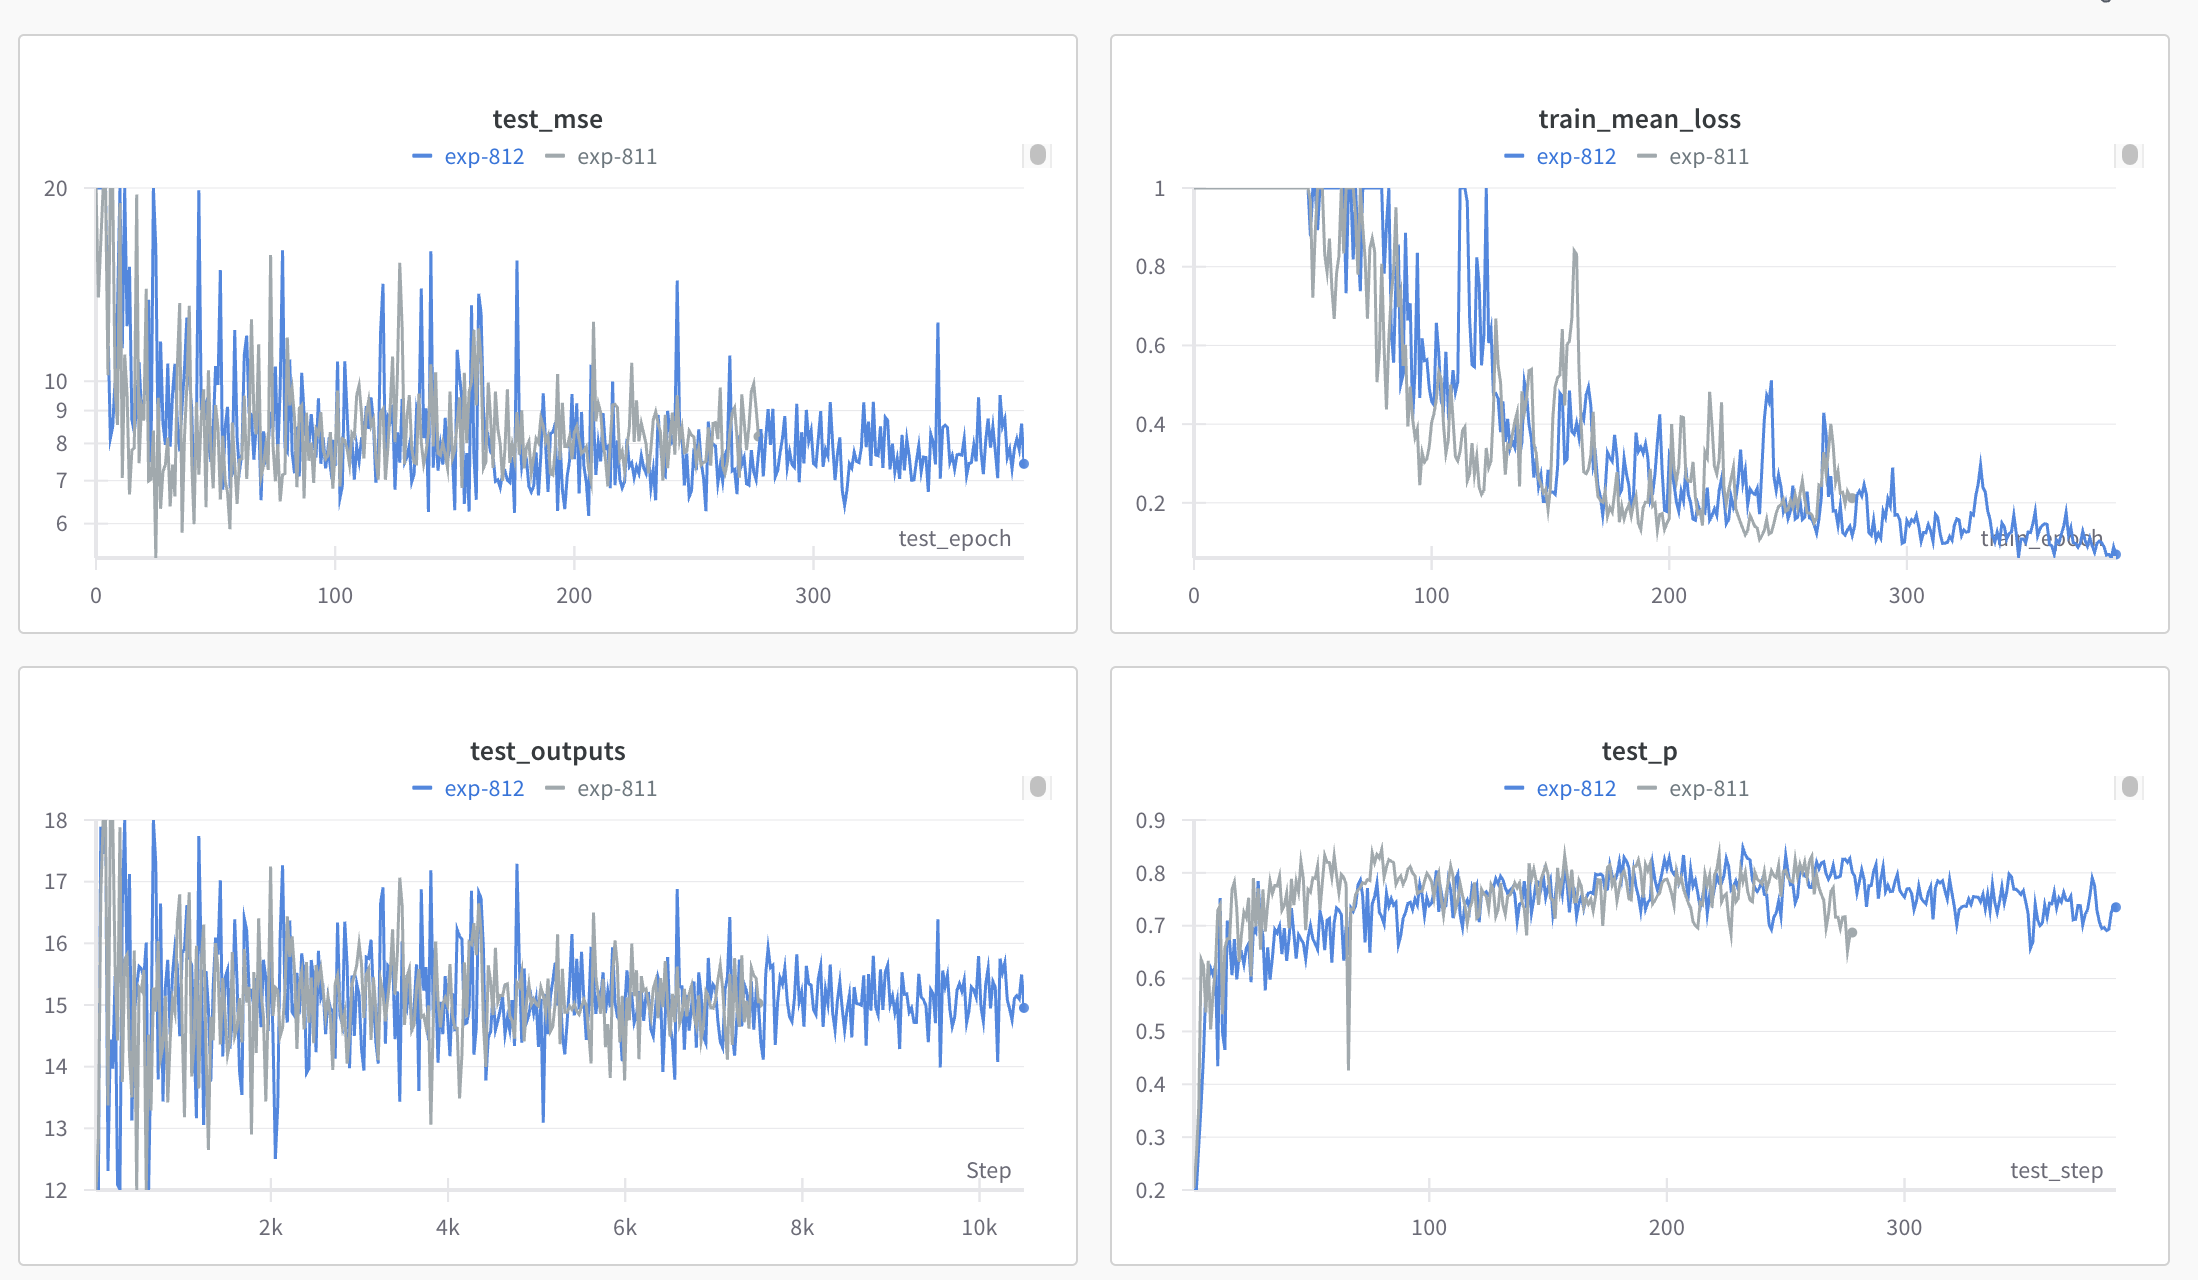 test_mse
exp-812 exp-811
20
10
9
8
7
6
test_epoch
0 100 200 300
train_mean_loss
exp-812 exp-811
1
0.8
0.6
0.4
0.2
train_epoch
0 100 200 300
test_outputs
exp-812 exp-811
18
17
16
15
14
13
12
Step
2k 4k 6k 8k 10k
test_p
exp-812 exp-811
0.9
0.8
0.7
0.6
0.5
0.4
0.3
0.2
test_step
100 200 300